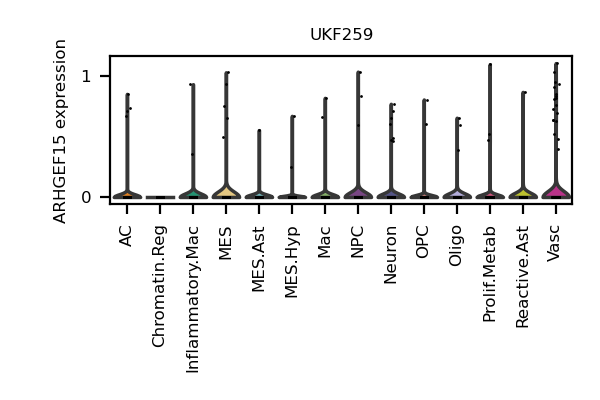 UKF259
ARHGEF15 expression
1
0
AC
Chromatin.Reg
Inflammatory.Mac
MES
MES.Ast
MES.Hyp
Mac
NPC
Neuron
OPC
Oligo
Prolif.Metab
Reactive.Ast
Vasc